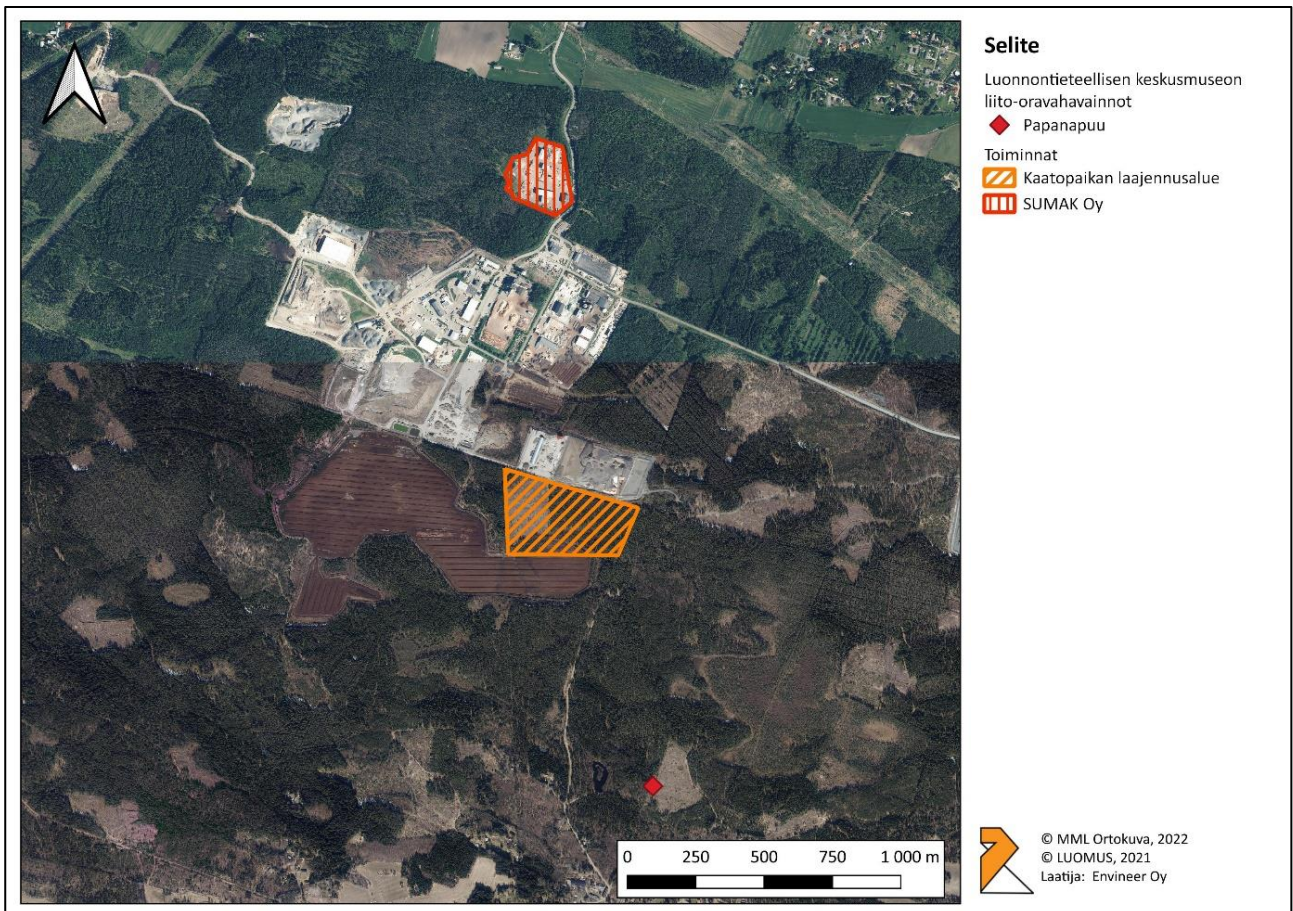 Selite
Luonnontieteellisen keskusmuseon
liito-oravahavainnot
Papanapuu
Toiminnat
Kaatopaikan laajennusalue
SUMAK Oy
0 250 500 750 1 000 m
© MML Ortokuva, 2022
© LUOMUS, 2021
Laatija: Envineer Oy